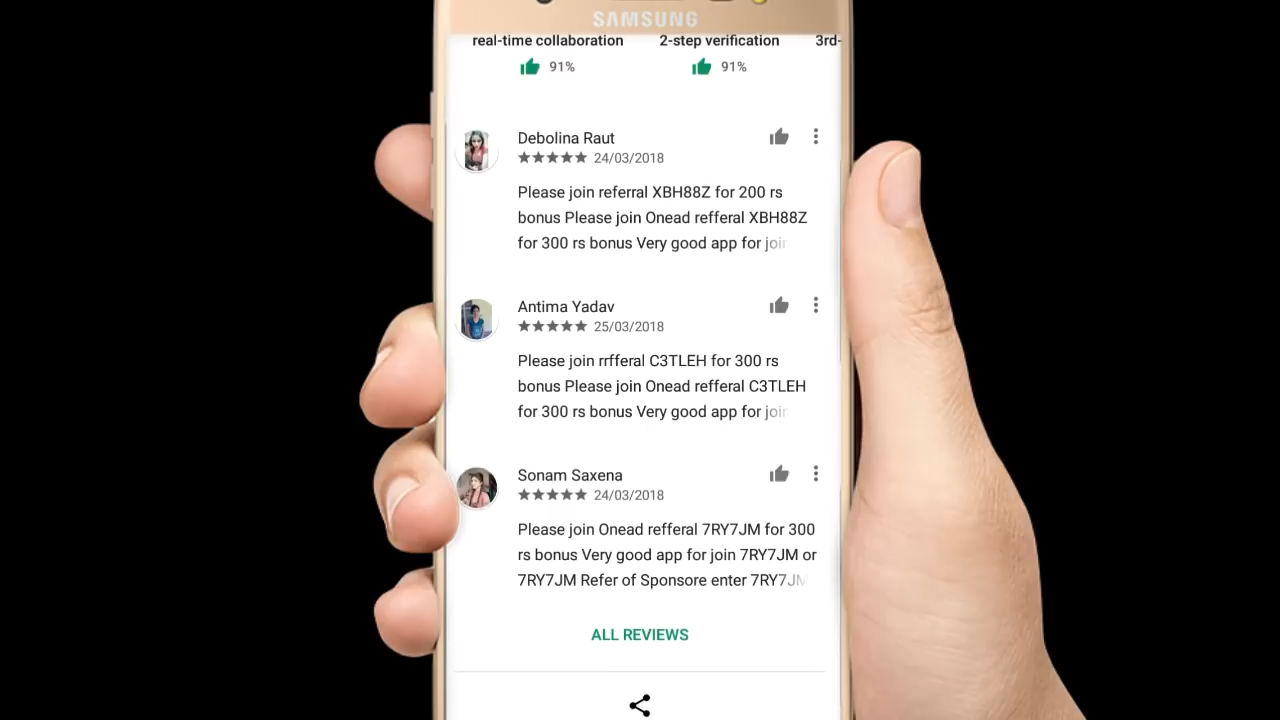 SAMSUNG
real-time collaboration 2-step verification 3rd-
91% 91%
Debolina Raut
24/03/2018
Please join referral XBH88Z for 200 rs
bonus Please join Onead refferal XBH88Z
for 300 rs bonus Very good app for join
Antima Yadav
25/03/2018
Please join rrfferal C3TLEH for 300 rs
bonus Please join Onead refferal C3TLEH
for 300 rs bonus Very good app for join
Sonam Saxena
24/03/2018
Please join Onead refferal 7RY7JM for 300
rs bonus Very good app for join 7RY7JM or
7RY7JM Refer of Sponsore enter 7RY7JM
ALL REVIEWS